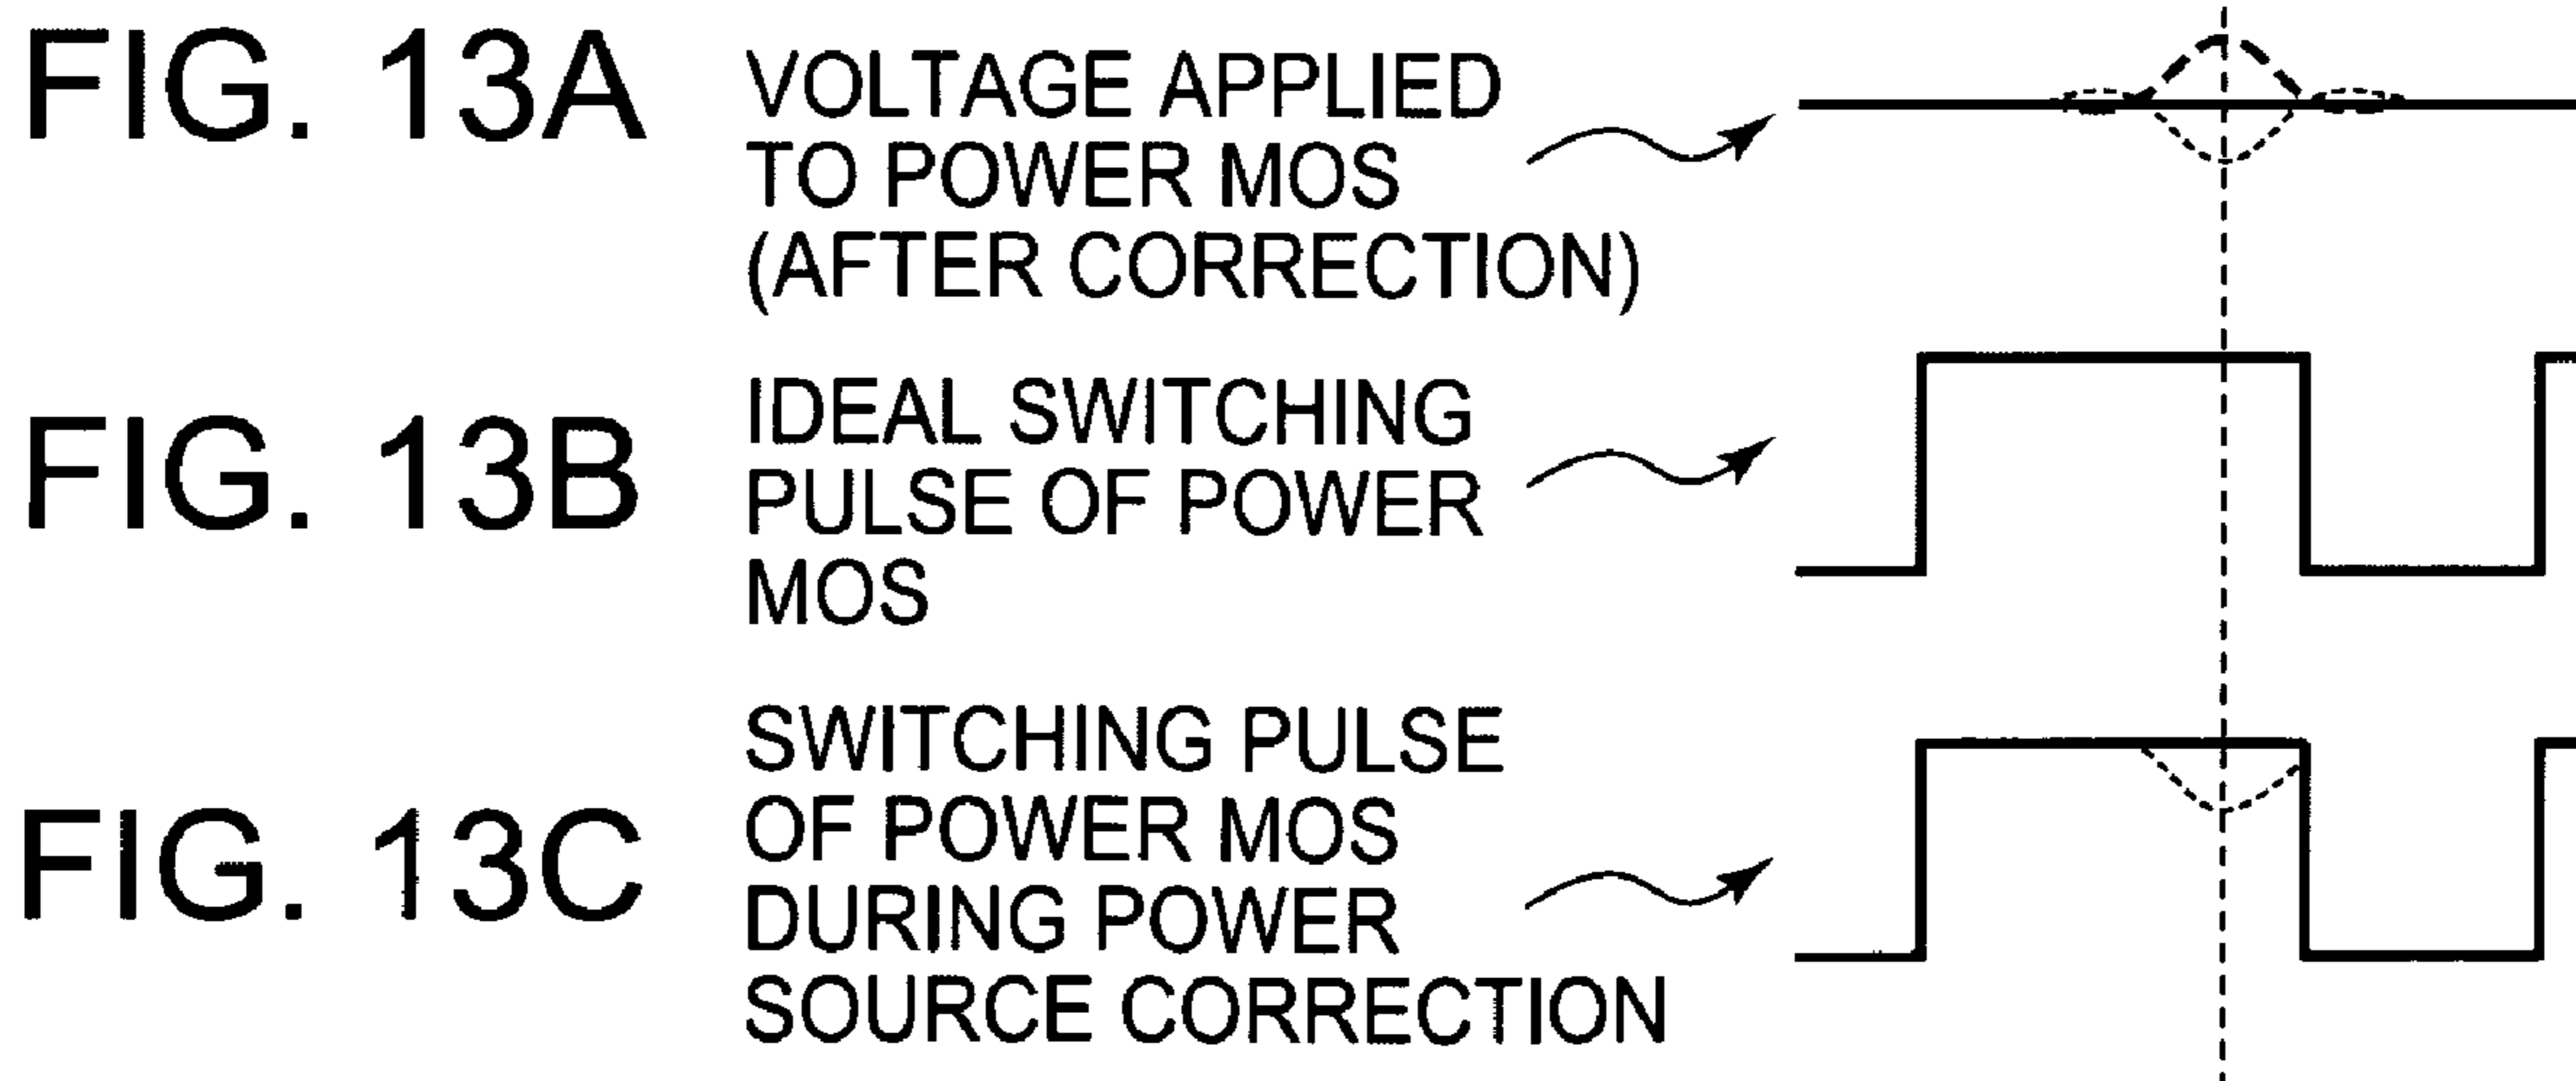 FIG. 13A
VOLTAGE APPLIED
TO POWER MOS
(AFTER CORRECTION)
FIG. 13B
IDEAL SWITCHING
PULSE OF POWER
MOS
FIG. 13C
SWITCHING PULSE
OF POWER MOS
DURING POWER
SOURCE CORRECTION